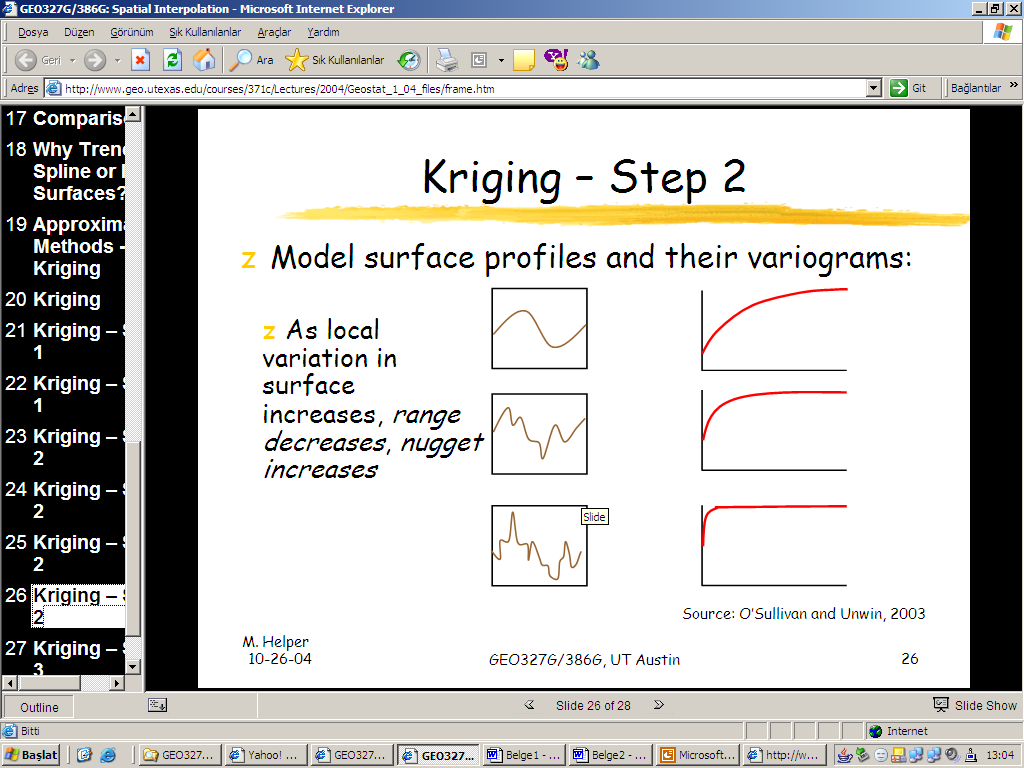 GEO327G/386G: Spatial Interpolation - Microsoft Internet Explorer
Dosya Düzen Görünüm Sık Kullanılanlar Araçlar Yardım
Geri Ara Sık Kullanılanlar
Adres http://www.geo.utexas.edu/courses/371c/Lectures/2004/Geostat_1_04_files/frame.htm Git Bağlantılar »
17 Comparis
18 Why Tren
Spline or
Surfaces?
19 Approxim
Methods -
Kriging
20 Kriging
21 Kriging – S
1
22 Kriging – S
1
23 Kriging – S
2
24 Kriging – S
2
25 Kriging – S
2
26 Kriging – S
2
27 Kriging – S
3
Kriging – Step 2
z Model surface profiles and their variograms:
z As local
variation in
surface
increases, range
decreases, nugget
increases
Slide
Source: O'Sullivan and Unwin, 2003
M. Helper
10-26-04
GEO327G/386G, UT Austin
26
Outline
Slide 26 of 28
Slide Show
Bitti
Internet
Başlat GEO327... Yahoo! ... GEO327... GEO327... Belge1 - ... Belge2 - ... Microsoft... http://w... 13:04